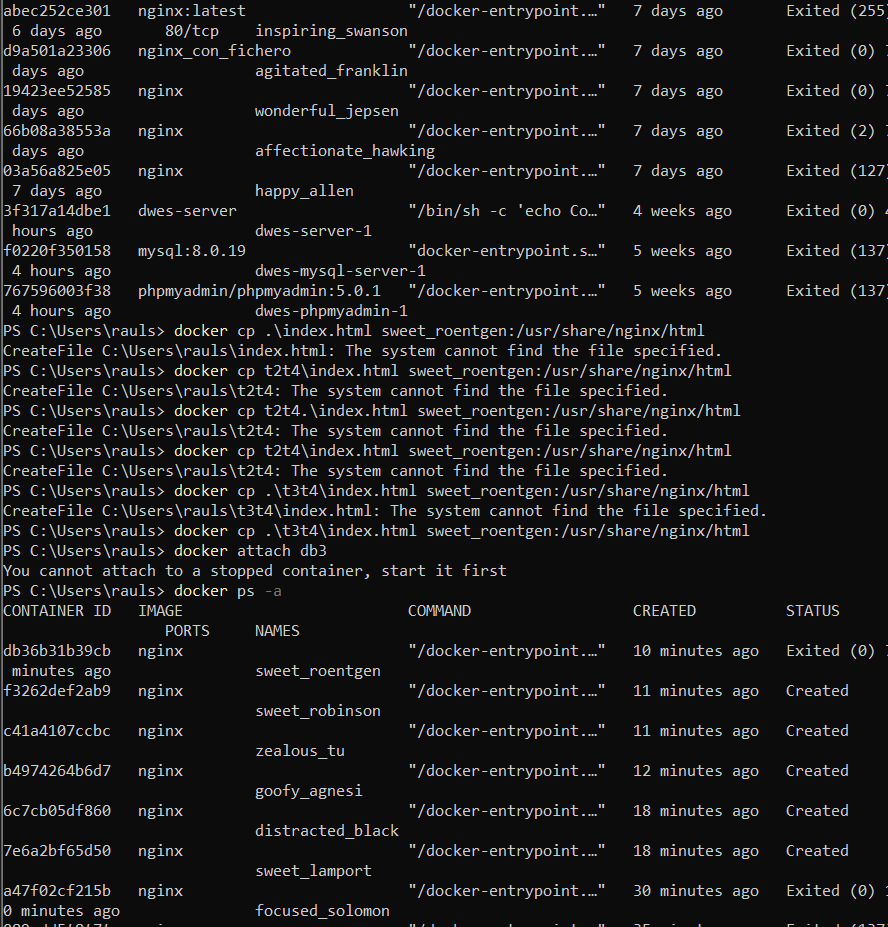 abec252ce301   nginx:latest                  "/docker-entrypoint.…"   7 days ago       Exited (255)
 6 days ago      80/tcp    inspiring_swanson
d9a501a23306   nginx_con_fichero             "/docker-entrypoint.…"   7 days ago       Exited (0) 7
 days ago                  agitated_franklin
19423ee52585   nginx                         "/docker-entrypoint.…"   7 days ago       Exited (0) 7
 days ago                  wonderful_jepsen
66b08a38553a   nginx                         "/docker-entrypoint.…"   7 days ago       Exited (2) 7
 days ago                  affectionate_hawking
03a56a825e05   nginx                         "/docker-entrypoint.…"   7 days ago       Exited (127)
 7 days ago                happy_allen
3f317a14dbe1   dwes-server                   "/bin/sh -c 'echo Co…"   4 weeks ago      Exited (0) 4
 hours ago                 dwes-server-1
f0220f350158   mysql:8.0.19                  "docker-entrypoint.s…"   5 weeks ago      Exited (137)
 4 hours ago               dwes-mysql-server-1
767596003f38   phpmyadmin/phpmyadmin:5.0.1   "/docker-entrypoint.…"   5 weeks ago      Exited (137)
 4 hours ago               dwes-phpmyadmin-1
PS C:\Users\rauls> docker cp .\index.html sweet_roentgen:/usr/share/nginx/html
CreateFile C:\Users\rauls\index.html: The system cannot find the file specified.
PS C:\Users\rauls> docker cp t2t4\index.html sweet_roentgen:/usr/share/nginx/html
CreateFile C:\Users\rauls\t2t4: The system cannot find the file specified.
PS C:\Users\rauls> docker cp t2t4.\index.html sweet_roentgen:/usr/share/nginx/html
CreateFile C:\Users\rauls\t2t4: The system cannot find the file specified.
PS C:\Users\rauls> docker cp t2t4\index.html sweet_roentgen:/usr/share/nginx/html
CreateFile C:\Users\rauls\t2t4: The system cannot find the file specified.
PS C:\Users\rauls> docker cp .\t3t4\index.html sweet_roentgen:/usr/share/nginx/html
CreateFile C:\Users\rauls\t3t4\index.html: The system cannot find the file specified.
PS C:\Users\rauls> docker cp .\t3t4\index.html sweet_roentgen:/usr/share/nginx/html
PS C:\Users\rauls> docker attach db3
You cannot attach to a stopped container, start it first
PS C:\Users\rauls> docker ps -a
CONTAINER ID   IMAGE                         COMMAND                  CREATED          STATUS
                 PORTS     NAMES
db36b31b39cb   nginx                         "/docker-entrypoint.…"   10 minutes ago   Exited (0) 7
 minutes ago               sweet_roentgen
f3262def2ab9   nginx                         "/docker-entrypoint.…"   11 minutes ago   Created
                           sweet_robinson
c41a4107ccbc   nginx                         "/docker-entrypoint.…"   11 minutes ago   Created
                           zealous_tu
b4974264b6d7   nginx                         "/docker-entrypoint.…"   12 minutes ago   Created
                           goofy_agnesi
6c7cb05df860   nginx                         "/docker-entrypoint.…"   18 minutes ago   Created
                           distracted_black
7e6a2bf65d50   nginx                         "/docker-entrypoint.…"   18 minutes ago   Created
                           sweet_lamport
a47f02cf215b   nginx                         "/docker-entrypoint.…"   30 minutes ago   Exited (0) 1
0 minutes ago              focused_solomon